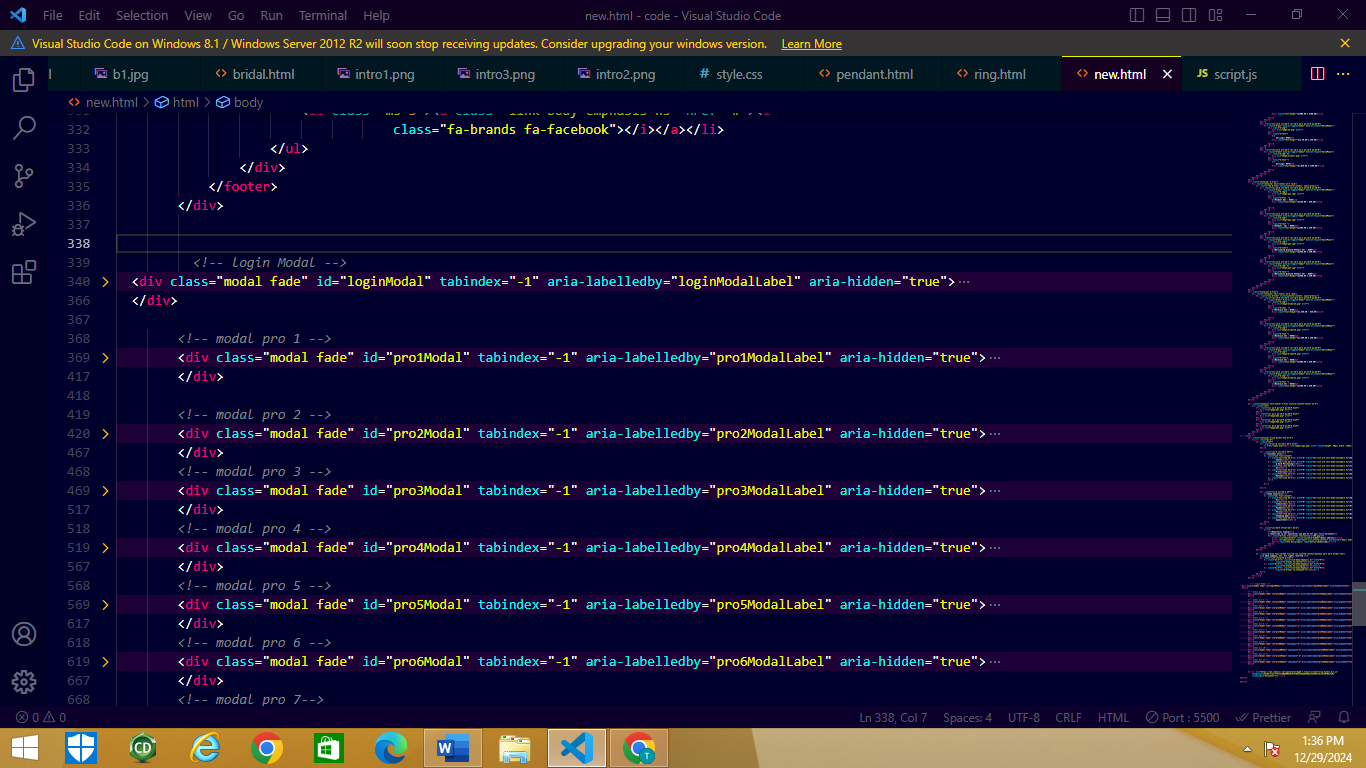 File Edit Selection View Go Run Terminal Help new.html - code - Visual Studio Code
Visual Studio Code on Windows 8.1 / Windows Server 2012 R2 will soon stop receiving updates. Consider upgrading your windows version. Learn More
b1.jpg bridal.html intro1.png intro3.png intro2.png # style.css pendant.html ring.html new.html JS script.js
new.html > html > body
332 class="fa-brands fa-facebook"></i></a></li>
333 </ul>
334 </div>
335 </footer>
336 </div>
337
338
339 <!-- login Modal -->
340 <div class="modal fade" id="loginModal" tabindex="-1" aria-labelledby="loginModalLabel" aria-hidden="true">…
366 </div>
367
368 <!-- modal pro 1 -->
369 <div class="modal fade" id="pro1Modal" tabindex="-1" aria-labelledby="pro1ModalLabel" aria-hidden="true">…
417 </div>
418
419 <!-- modal pro 2 -->
420 <div class="modal fade" id="pro2Modal" tabindex="-1" aria-labelledby="pro2ModalLabel" aria-hidden="true">…
467 </div>
468 <!-- modal pro 3 -->
469 <div class="modal fade" id="pro3Modal" tabindex="-1" aria-labelledby="pro3ModalLabel" aria-hidden="true">…
517 </div>
518 <!-- modal pro 4 -->
519 <div class="modal fade" id="pro4Modal" tabindex="-1" aria-labelledby="pro4ModalLabel" aria-hidden="true">…
567 </div>
568 <!-- modal pro 5 -->
569 <div class="modal fade" id="pro5Modal" tabindex="-1" aria-labelledby="pro5ModalLabel" aria-hidden="true">…
617 </div>
618 <!-- modal pro 6 -->
619 <div class="modal fade" id="pro6Modal" tabindex="-1" aria-labelledby="pro6ModalLabel" aria-hidden="true">…
667 </div>
668 <!-- modal pro 7-->
0 0 Ln 338, Col 7 Spaces: 4 UTF-8 CRLF HTML Port : 5500 Prettier
1:36 PM
12/29/2024